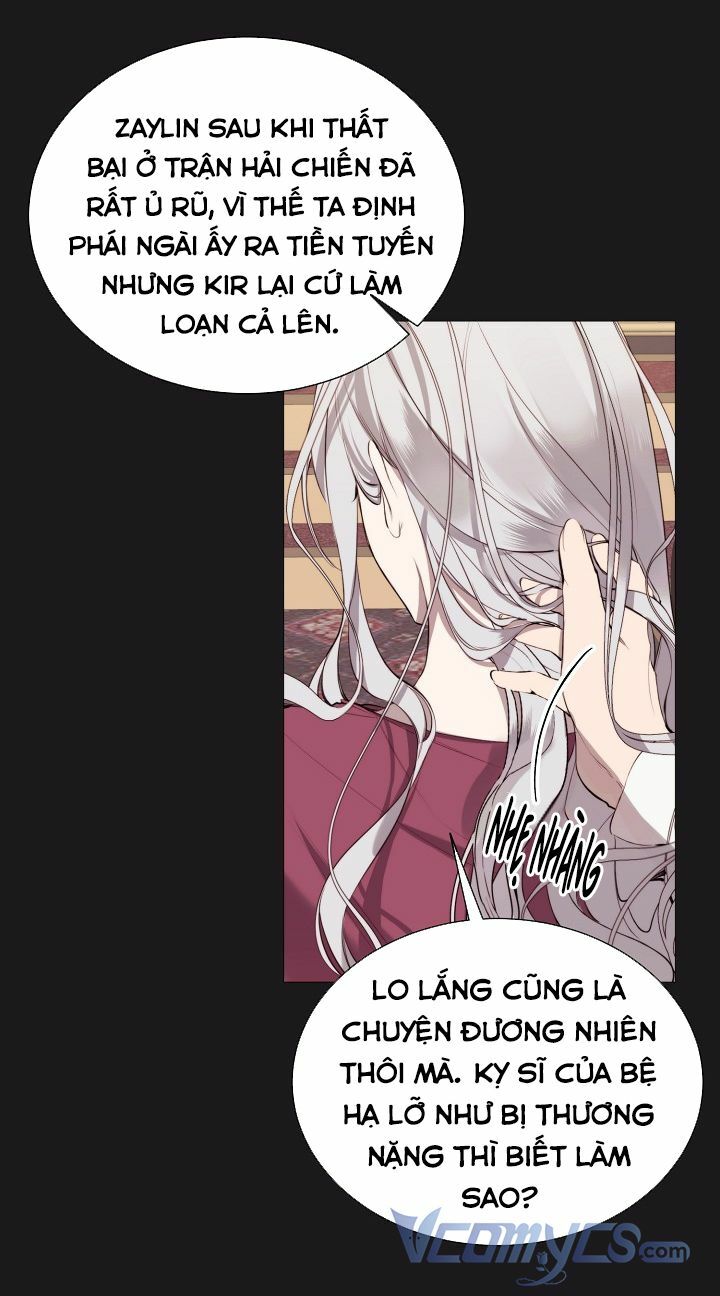 ZAYLIN SAU KHI THẤT
BẠI Ở TRẬN HẢI CHIẾN ĐÃ
RẤT Ủ RŨ, VÌ THẾ TA ĐỊNH
PHÁI NGÀI ẤY RA TIỀN TUYẾN
NHƯNG KIR LẠI CỨ LÀM
LOẠN CẢ LÊN.
NHẸ NHÀNG
LO LẮNG CŨNG LÀ
CHUYỆN ĐƯƠNG NHIÊN
THÔI MÀ. KỴ SĨ CỦA BỆ
HẠ LỠ NHƯ BỊ THƯƠNG
NẶNG THÌ BIẾT LÀM
SAO?
VCOMYCS.com